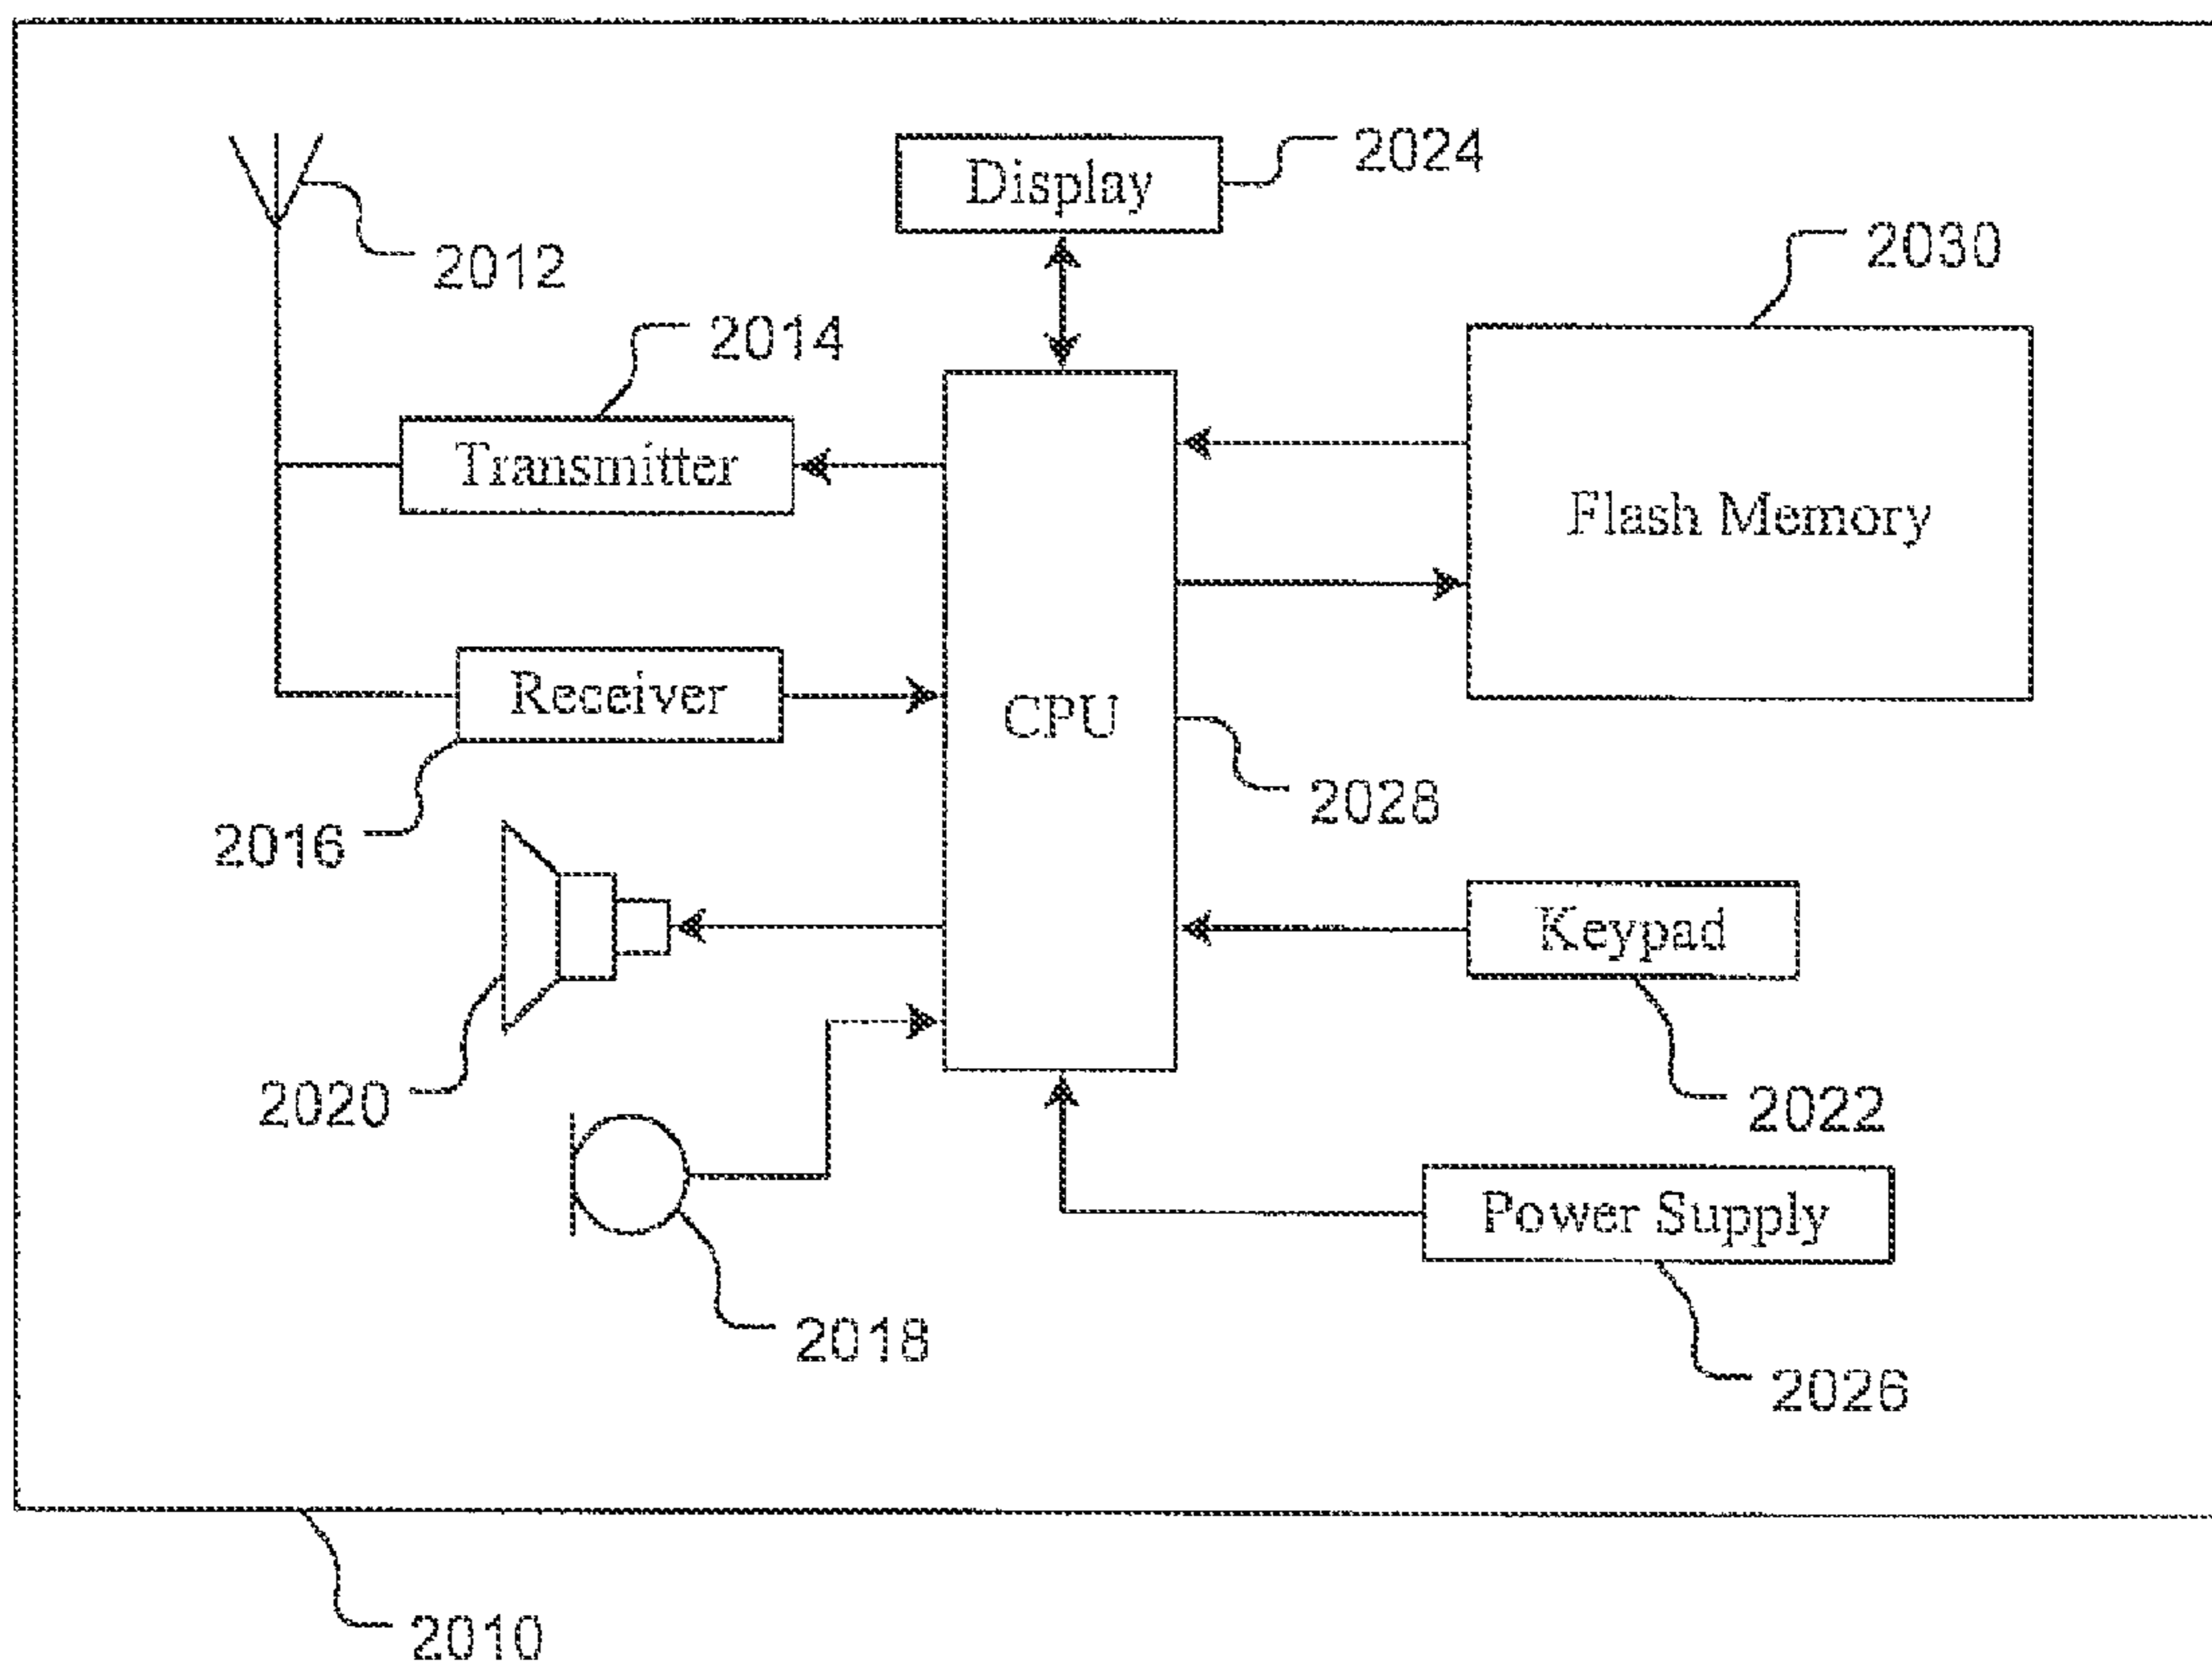 2024
Display
2030
2012
2014
Transmitter
Flash Memory
Receiver
CPU
2028
2016
Keypad
2020
2022
Power Supply
2018
2026
2010